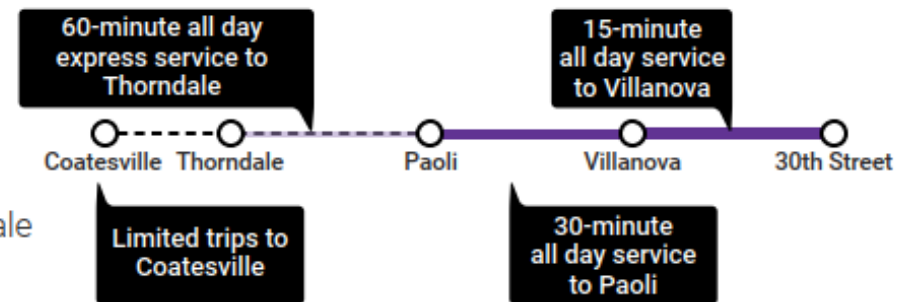 60-minute all day
express service to
Thorndale
15-minute
all day service
to Villanova
Coatesville
Thorndale
Paoli
Villanova
30th Street
ale
Limited trips to
Coatesville
30-minute
all day service
to Paoli